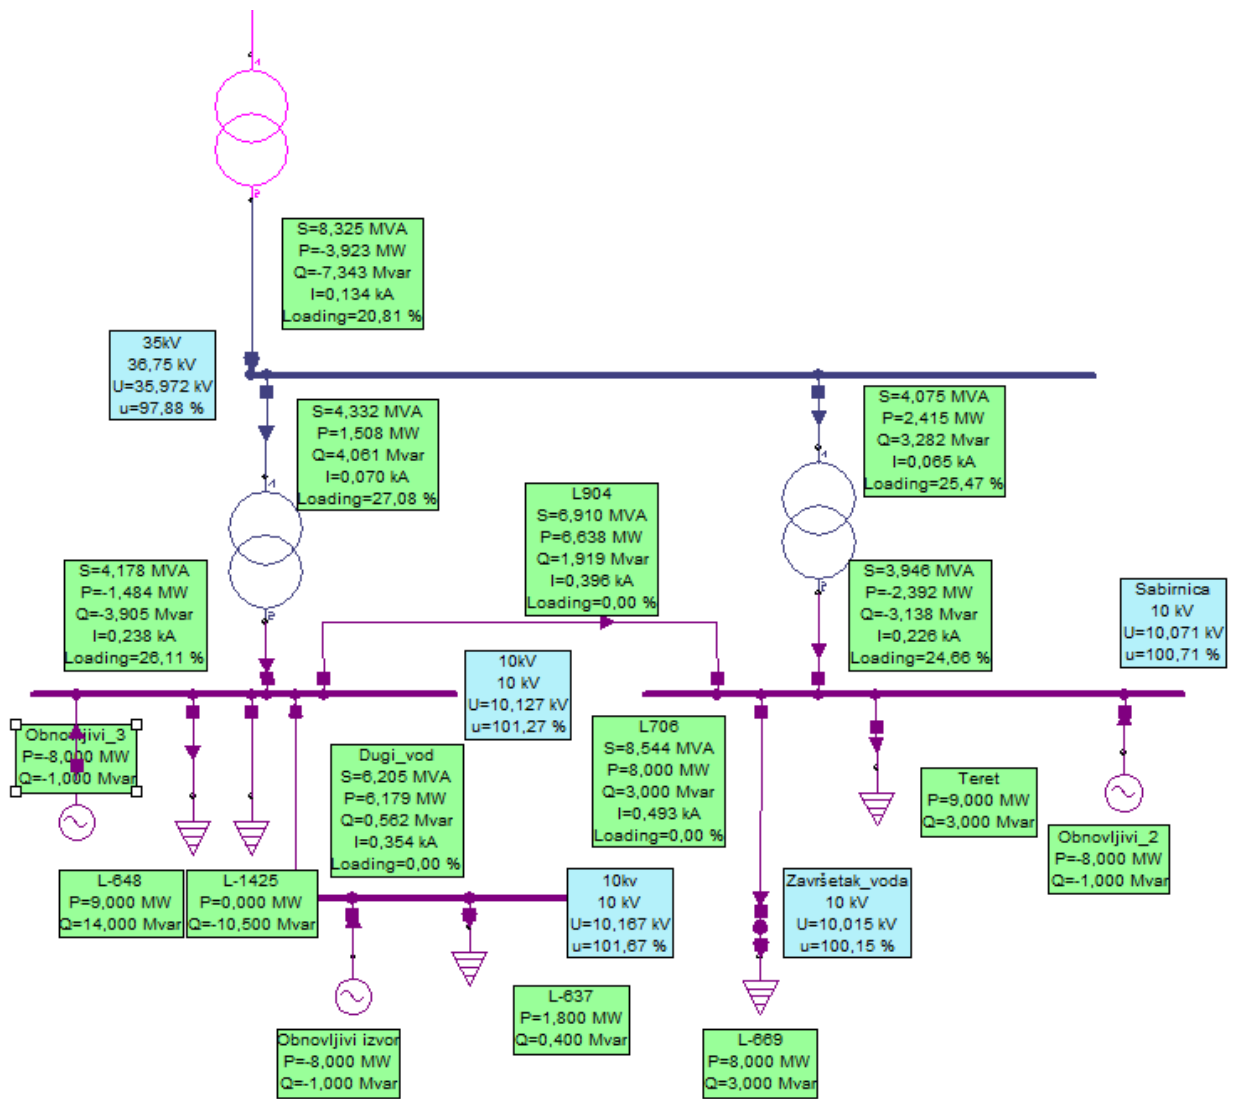 1
2
S=8,325 MVA
P=-3,923 MW
Q=-7,343 Mvar
I=0,134 kA
Loading=20,81 %
35kV
36,75 kV
U=35,972 kV
u=97,88 %
S=4,332 MVA
P=1,508 MW
Q=4,061 Mvar
I=0,070 kA
Loading=27,08 %
S=4,075 MVA
P=2,415 MW
Q=3,282 Mvar
I=0,065 kA
Loading=25,47 %
1
1
L904
S=6,910 MVA
P=6,638 MW
Q=1,919 Mvar
I=0,396 kA
Loading=0,00 %
S=4,178 MVA
P=-1,484 MW
Q=-3,905 Mvar
I=0,238 kA
Loading=26,11 %
2
S=3,946 MVA
P=-2,392 MW
Q=-3,138 Mvar
I=0,226 kA
Loading=24,66 %
2
Sabirnica
10 kV
U=10,071 kV
u=100,71 %
10kV
10 kV
U=10,127 kV
u=101,27 %
Obnovljivi_3
P=-8,000 MW
Q=-1,000 Mvar
Dugi_vod
S=6,205 MVA
P=6,179 MW
Q=0,562 Mvar
I=0,354 kA
Loading=0,00 %
L706
S=8,544 MVA
P=8,000 MW
Q=3,000 Mvar
I=0,493 kA
Loading=0,00 %
Teret
P=9,000 MW
Q=3,000 Mvar
Obnovljivi_2
P=-8,000 MW
Q=-1,000 Mvar
L-648
P=9,000 MW
Q=14,000 Mvar
L-1425
P=0,000 MW
Q=-10,500 Mvar
10kv
10 kV
U=10,167 kV
u=101,67 %
Završetak_voda
10 kV
U=10,015 kV
u=100,15 %
L-637
P=1,800 MW
Q=0,400 Mvar
Obnovljivi izvor
P=-8,000 MW
Q=-1,000 Mvar
L-669
P=8,000 MW
Q=3,000 Mvar